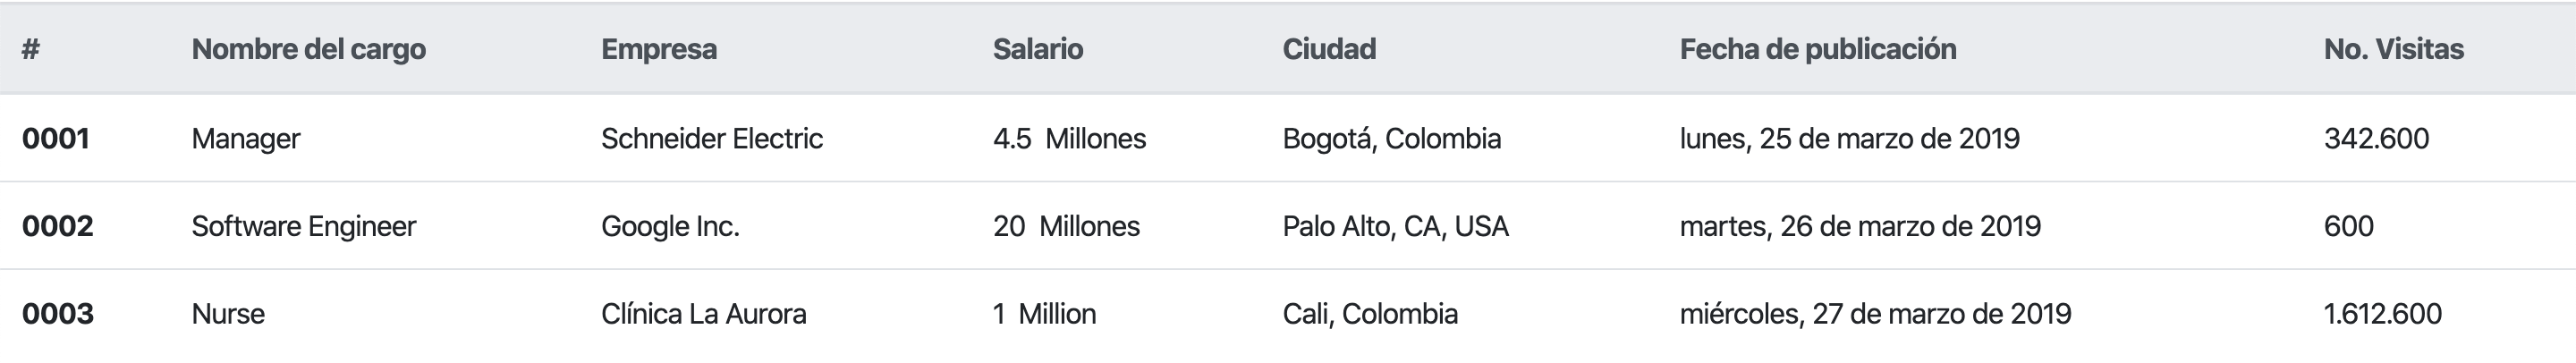 # Nombre del cargo Empresa Salario Ciudad Fecha de publicación No. Visitas
0001 Manager Schneider Electric 4.5 Millones Bogotá, Colombia lunes, 25 de marzo de 2019 342.600
0002 Software Engineer Google Inc. 20 Millones Palo Alto, CA, USA martes, 26 de marzo de 2019 600
0003 Nurse Clínica La Aurora 1 Million Cali, Colombia miércoles, 27 de marzo de 2019 1.612.600